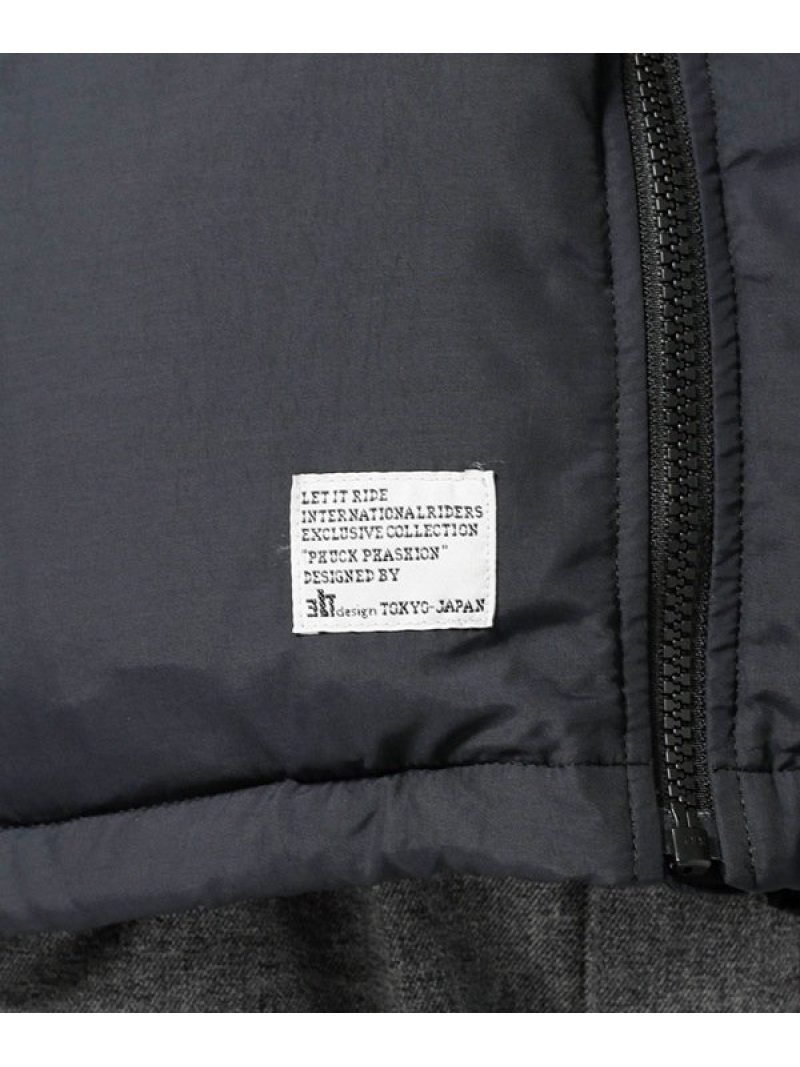 LET IT RIDE
INTERNATIONALRIDERS
EXCLUSIVE COLLECTION
"PHUCK PHASHION"
DESIGNED BY
design TOKYO-JAPAN